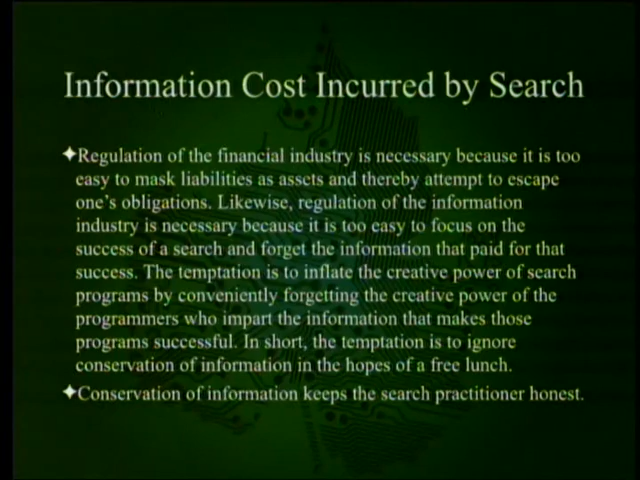 Information Cost Incurred by Search
✦Regulation of the financial industry is necessary because it is too
easy to mask liabilities as assets and thereby attempt to escape
one's obligations. Likewise, regulation of the information
industry is necessary because it is too easy to focus on the
success of a search and forget the information that paid for that
success. The temptation is to inflate the creative power of search
programs by conveniently forgetting the creative power of the
programmers who impart the information that makes those
programs successful. In short, the temptation is to ignore
conservation of information in the hopes of a free lunch.
✦Conservation of information keeps the search practitioner honest.